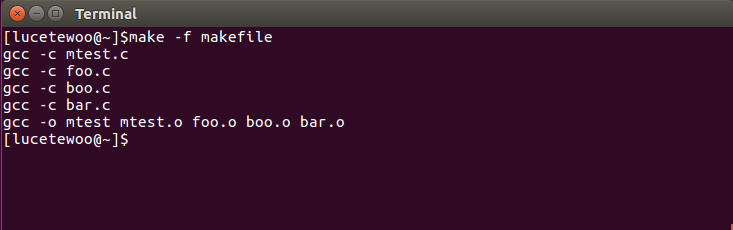 Terminal
[lucetewoo@~]$make -f makefile
gcc -c mtest.c
gcc -c foo.c
gcc -c boo.c
gcc -c bar.c
gcc -o mtest mtest.o foo.o boo.o bar.o
[lucetewoo@~]$